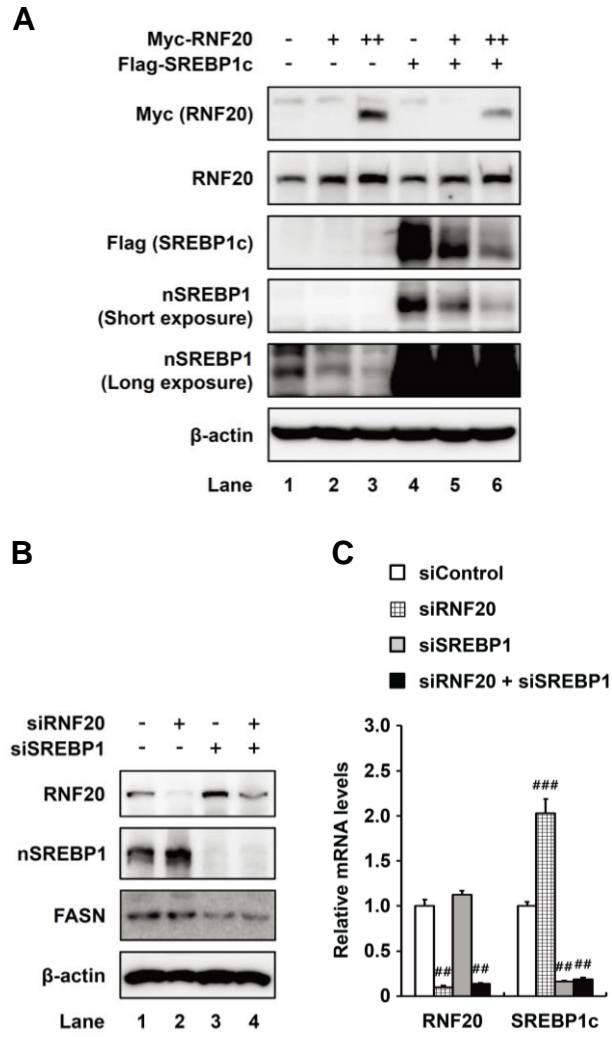 A
Myc-RNF20 - + ++ - + ++
Flag-SREBP1c - - - + + +
Myc (RNF20)
RNF20
Flag (SREBP1c)
nSREBP1
(Short exposure)
nSREBP1
(Long exposure)
β-actin
Lane 1 2 3 4 5 6
B
siRNF20 - + - +
siSREBP1 - - + +
RNF20
nSREBP1
FASN
β-actin
Lane 1 2 3 4
C
siControl
siRNF20
siSREBP1
siRNF20 + siSREBP1
Relative mRNA levels
3.0
2.5
2.0
1.5
1.0
0.5
0
## ## ### ## ##
RNF20 SREBP1c